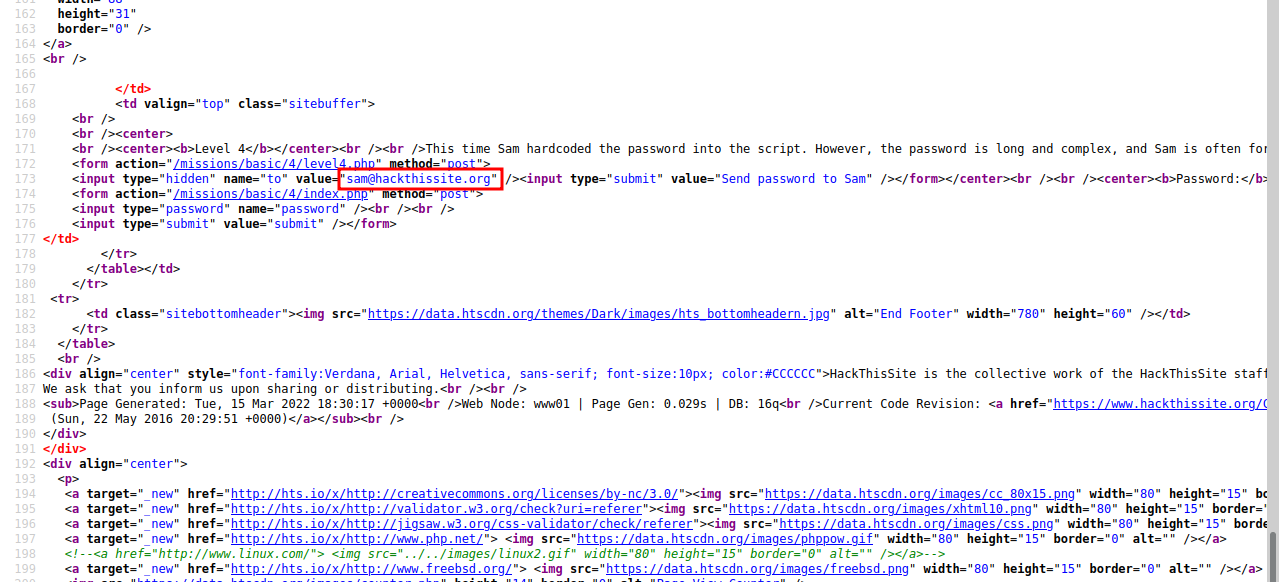 161 width="88"
162 height="31"
163 border="0" />
164 </a>
165 <br />
166
167 </td>
168 <td valign="top" class="sitebuffer">
169 <br />
170 <br /><center>
171 <br /><center><b>Level 4</b></center><br /><br />This time Sam hardcoded the password into the script. However, the password is long and complex, and Sam is often for
172 <form action="/missions/basic/4/level4.php" method="post">
173 <input type="hidden" name="to" value="sam@hackthissite.org" /><input type="submit" value="Send password to Sam" /></form></center><br /><br /><center><b>Password:</b>
174 <form action="/missions/basic/4/index.php" method="post">
175 <input type="password" name="password" /><br /><br />
176 <input type="submit" value="submit" /></form>
177 </td>
178 </tr>
179 </table></td>
180 </tr>
181 <tr>
182 <td class="sitebottomheader"><img src="https://data.htscdn.org/themes/Dark/images/hts_bottomheadern.jpg" alt="End Footer" width="780" height="60" /></td>
183 </tr>
184 </table>
185 <br />
186 <div align="center" style="font-family:Verdana, Arial, Helvetica, sans-serif; font-size:10px; color:#CCCCCC">HackThisSite is the collective work of the HackThisSite staff
187 We ask that you inform us upon sharing or distributing.<br /><br />
188 <sub>Page Generated: Tue, 15 Mar 2022 18:30:17 +0000<br />Web Node: www01 | Page Gen: 0.029s | DB: 16q<br />Current Code Revision: <a href="https://www.hackthissite.org/
189 (Sun, 22 May 2016 20:29:51 +0000)</a></sub><br />
190 </div>
191 </div>
192 <div align="center">
193 <p>
194 <a target="_new" href="http://hts.io/x/http://creativecommons.org/licenses/by-nc/3.0/"><img src="https://data.htscdn.org/images/cc_80x15.png" width="80" height="15" bo
195 <a target="_new" href="http://hts.io/x/http://validator.w3.org/check?uri=referer"><img src="https://data.htscdn.org/images/xhtml10.png" width="80" height="15" border="
196 <a target="_new" href="http://hts.io/x/http://jigsaw.w3.org/css-validator/check/referer"><img src="https://data.htscdn.org/images/css.png" width="80" height="15" borde
197 <a target="_new" href="http://hts.io/x/http://www.php.net/"> <img src="https://data.htscdn.org/images/phppow.gif" width="80" height="15" border="0" alt="" /></a>
198 <!--<a href="http://www.linux.com/"> <img src="../../images/linux2.gif" width="80" height="15" border="0" alt="" /></a>-->
199 <a target="_new" href="http://hts.io/x/http://www.freebsd.org/"> <img src="https://data.htscdn.org/images/freebsd.png" width="80" height="15" border="0" alt="" /></a>